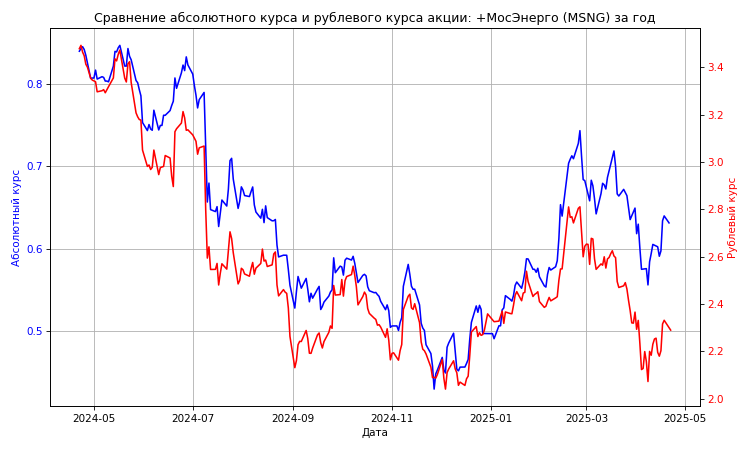 Сравнение абсолютного курса и рублевого курса акции: +МосЭнерго (MSNG) за год
0.8
0.7
0.6
0.5
Абсолютный курс
3.4
3.2
3.0
2.8
2.6
2.4
2.2
2.0
Рублевый курс
2024-05 2024-07 2024-09 2024-11 2025-01 2025-03 2025-05
Дата